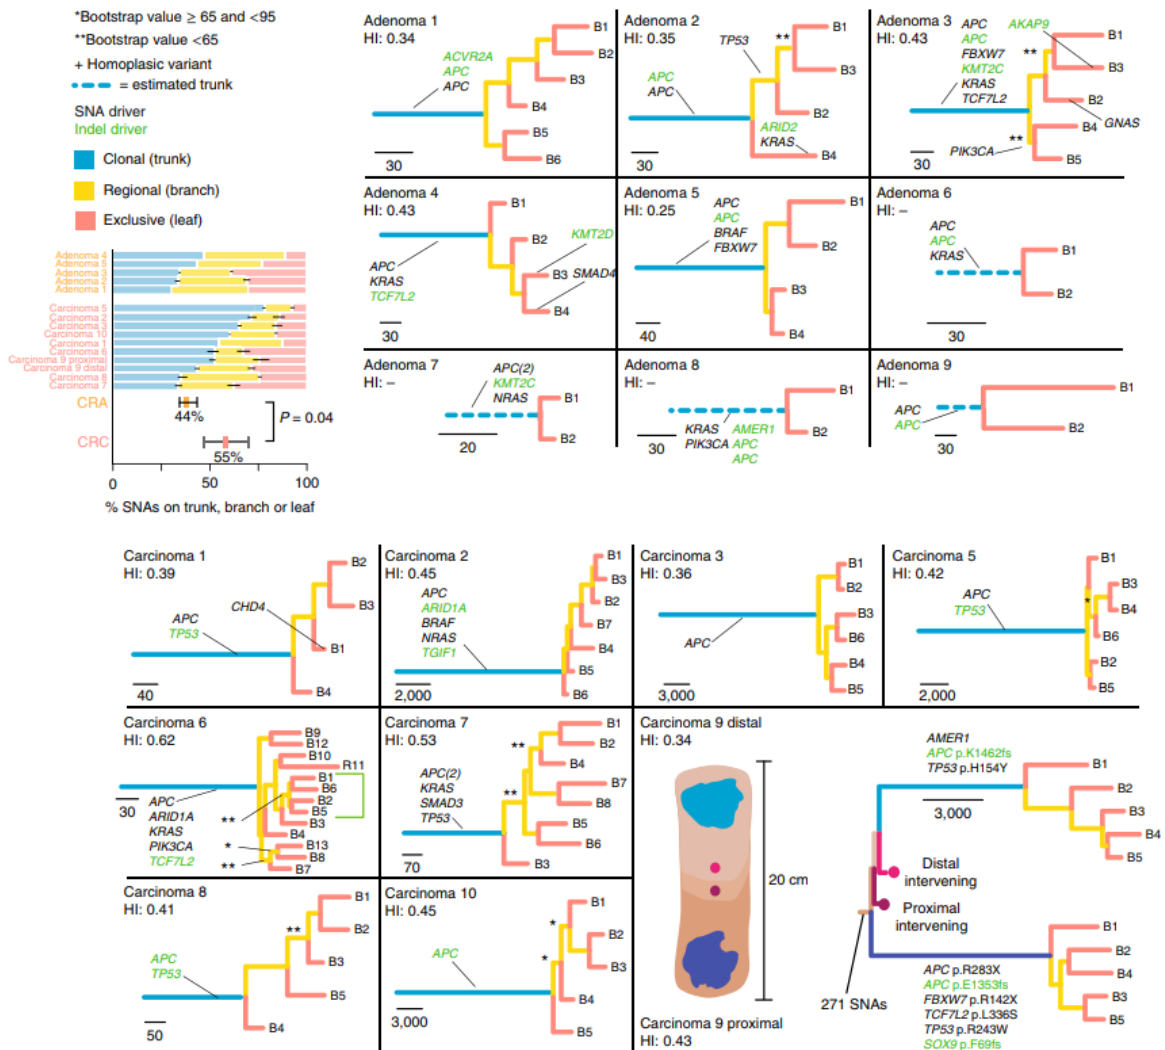 *Bootstrap value ≥ 65 and <95
**Bootstrap value <65
+ Homoplasic variant
= estimated trunk
SNA driver
Indel driver
Clonal (trunk)
Regional (branch)
Exclusive (leaf)
Adenoma 4
Adenoma 5
Adenoma 3
Adenoma 2
Adenoma 1
Carcinoma 5
Carcinoma 2
Carcinoma 3
Carcinoma 10
Carcinoma 1
Carcinoma 6
Carcinoma 9 proximal
Carcinoma 9 distal
Carcinoma 8
Carcinoma 7
CRA
44%
P = 0.04
CRC
55%
0 50 100
% SNAs on trunk, branch or leaf
Adenoma 1
HI: 0.34
ACVR2A
APC
APC
B1
B2
B3
B4
B5
B6
30
Adenoma 2
HI: 0.35
TP53
**
APC
APC
ARID2
KRAS
B1
B3
B2
B4
30
Adenoma 3
HI: 0.43
APC
APC
FBXW7
KMT2C
KRAS
TCF7L2
AKAP9
**
GNAS
PIK3CA
**
B1
B3
B2
B4
B5
30
Adenoma 4
HI: 0.43
APC
KRAS
TCF7L2
KMT2D
SMAD4
B1
B2
B3
B4
30
Adenoma 5
HI: 0.25
APC
APC
BRAF
FBXW7
B1
B2
B3
B4
40
Adenoma 6
HI: –
APC
APC
KRAS
B1
B2
30
Adenoma 7
HI: –
APC(2)
KMT2C
NRAS
B1
B2
20
Adenoma 8
HI: –
KRAS
PIK3CA
AMER1
APC
APC
B1
B2
30
Adenoma 9
HI: –
APC
APC
B1
B2
30
Carcinoma 1
HI: 0.39
APC
TP53
CHD4
B2
B3
B1
B4
40
Carcinoma 2
HI: 0.45
APC
ARID1A
BRAF
NRAS
TGIF1
B1
B3
B2
B7
B4
B5
B6
2,000
Carcinoma 3
HI: 0.36
APC
B1
B2
B3
B6
B4
B5
3,000
Carcinoma 5
HI: 0.42
APC
TP53
*
B1
B3
B4
B6
B2
B5
2,000
Carcinoma 6
HI: 0.62
APC
ARID1A
KRAS
PIK3CA
TCF7L2
**
*
**
B9
B12
B10
R11
B1
B6
B2
B5
B3
B4
B13
B8
B7
30
Carcinoma 7
HI: 0.53
APC(2)
KRAS
SMAD3
TP53
**
**
B1
B2
B4
B7
B8
B5
B6
B3
70
Carcinoma 8
HI: 0.41
APC
TP53
**
B1
B2
B3
B5
B4
50
Carcinoma 10
HI: 0.45
APC
*
*
B1
B2
B3
B4
B5
3,000
Carcinoma 9 distal
HI: 0.34
20 cm
Carcinoma 9 proximal
HI: 0.43
AMER1
APC p.K1462fs
TP53 p.H154Y
3,000
B1
B2
B3
B4
B5
Distal
intervening
Proximal
intervening
271 SNAs
B1
B2
B4
B3
B5
APC p.R283X
APC p.E1353fs
FBXW7 p.R142X
TCF7L2 p.L336S
TP53 p.R243W
SOX9 p.F69fs